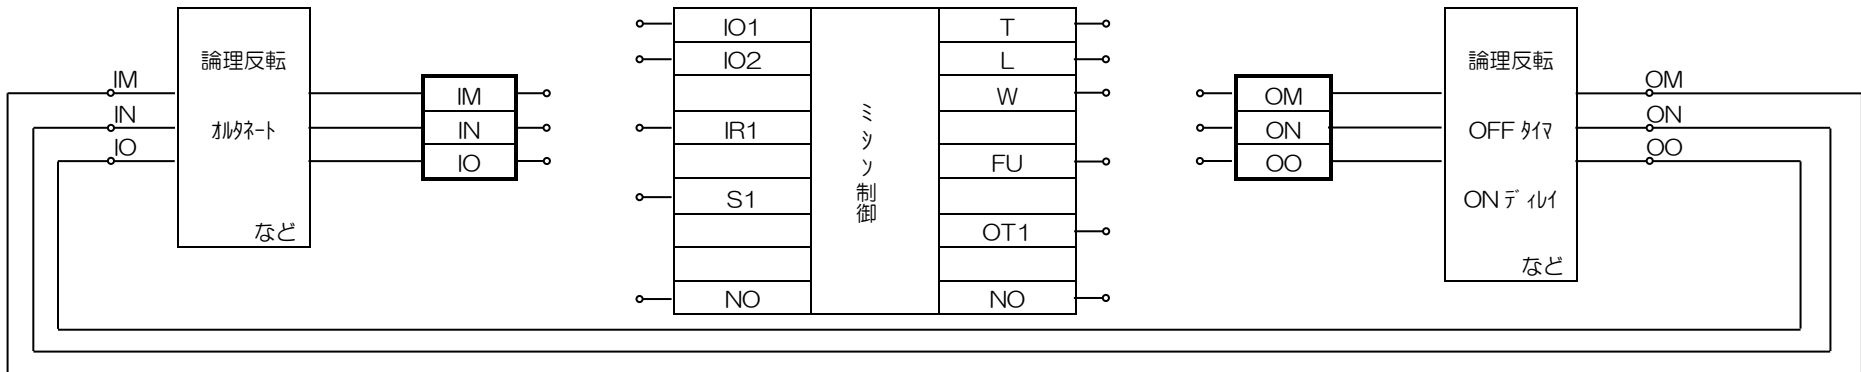 IM
IN
IO
論理反転
オルタネート
など
IM
IN
IO
IO1
IO2
IR1
S1
NO
ミシン制御
T
L
W
FU
OT1
NO
OM
ON
OO
論理反転
OFF タイマ
ON ディレイ
など
OM
ON
OO